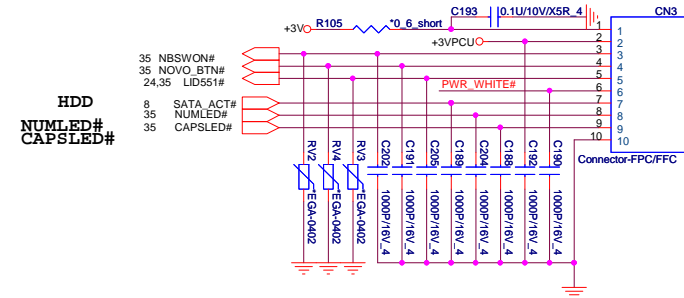 C193 0.1U/10V/X5R_4 CN3
+3V R105 *0_6_short
+3VPCU
1 1
2 2
3 3
4 4
5 5
6 6
7 7
8 8
9 9
10 10
Connector-FPC/FFC
35 NBSWON#
35 NOVO_BTN#
24,35 LID551#
PWR_WHITE#
HDD
8 SATA_ACT#
35 NUMLED#
35 CAPSLED#
NUMLED#
CAPSLED#
RV2 *EGA-0402
RV4 *EGA-0402
RV3 *EGA-0402
C202 1000P/16V_4
C191 1000P/16V_4
C205 1000P/16V_4
C189 1000P/16V_4
C204 1000P/16V_4
C188 1000P/16V_4
C192 1000P/16V_4
C190 1000P/16V_4